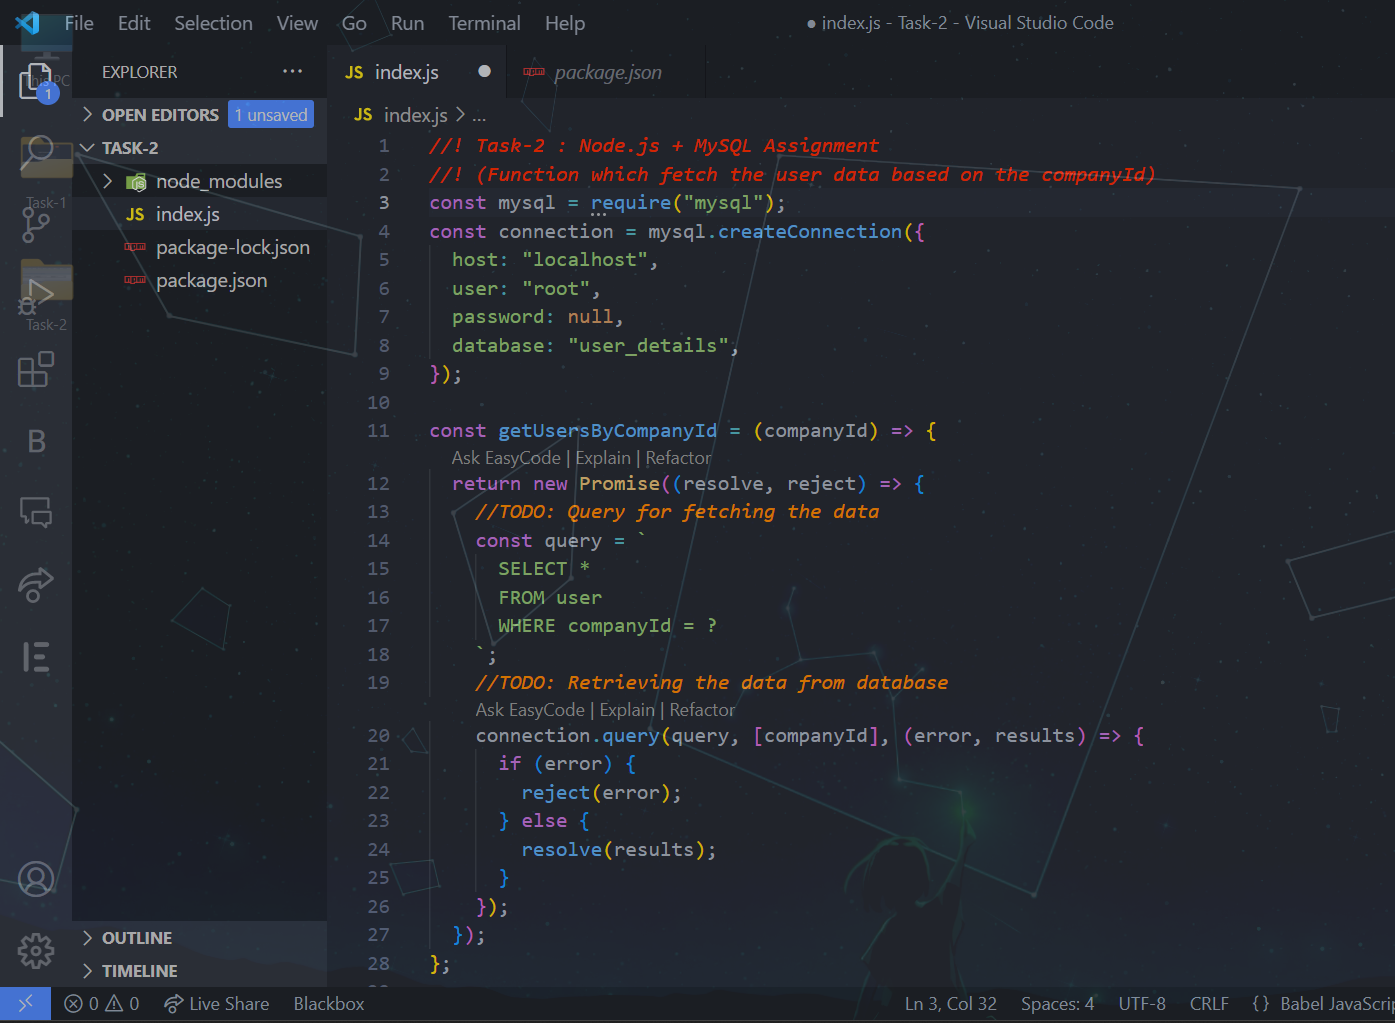 File Edit Selection View Go Run Terminal Help
● index.js - Task-2 - Visual Studio Code
This PC
1
Task-1
Task-2
B
EXPLORER ...
OPEN EDITORS 1 unsaved
TASK-2
node_modules
JS index.js
package-lock.json
package.json
OUTLINE
TIMELINE
JS index.js ● package.json
JS index.js > ...
1 //! Task-2 : Node.js + MySQL Assignment
2 //! (Function which fetch the user data based on the companyId)
3 const mysql = require("mysql");
4 const connection = mysql.createConnection({
5 host: "localhost",
6 user: "root",
7 password: null,
8 database: "user_details",
9 });
10
11 const getUsersByCompanyId = (companyId) => {
Ask EasyCode | Explain | Refactor
12 return new Promise((resolve, reject) => {
13 //TODO: Query for fetching the data
14 const query = `
15 SELECT *
16 FROM user
17 WHERE companyId = ?
18 `;
19 //TODO: Retrieving the data from database
Ask EasyCode | Explain | Refactor
20 connection.query(query, [companyId], (error, results) => {
21 if (error) {
22 reject(error);
23 } else {
24 resolve(results);
25 }
26 });
27 });
28 };
0 0 Live Share Blackbox Ln 3, Col 32 Spaces: 4 UTF-8 CRLF {} Babel JavaScrip